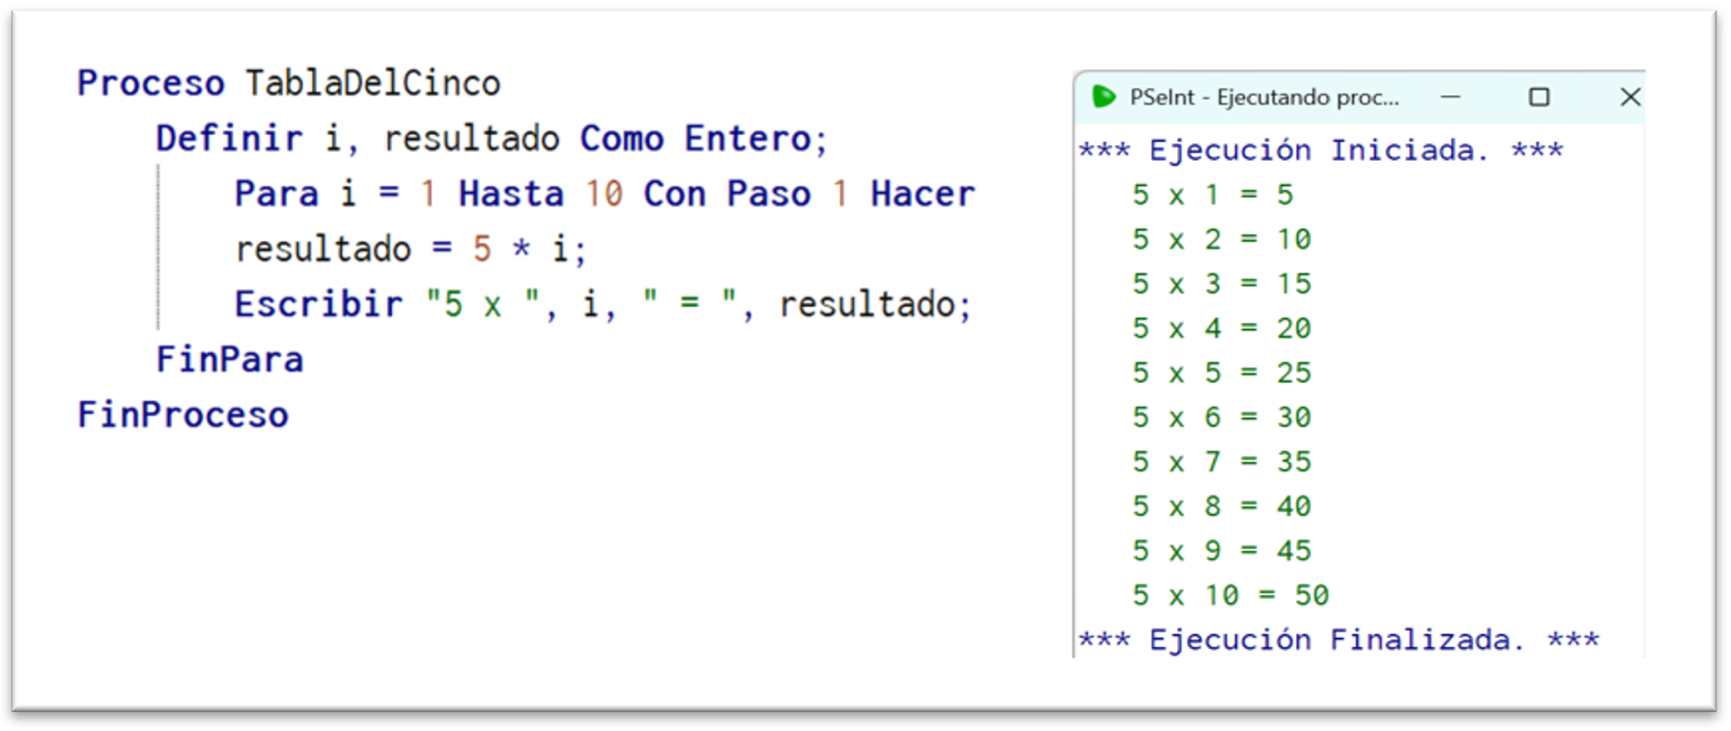 Proceso TablaDelCinco
Definir i, resultado Como Entero;
Para i = 1 Hasta 10 Con Paso 1 Hacer
resultado = 5 * i;
Escribir "5 x ", i, " = ", resultado;
FinPara
FinProceso
PSeInt - Ejecutando proc...
*** Ejecución Iniciada. ***
5 x 1 = 5
5 x 2 = 10
5 x 3 = 15
5 x 4 = 20
5 x 5 = 25
5 x 6 = 30
5 x 7 = 35
5 x 8 = 40
5 x 9 = 45
5 x 10 = 50
*** Ejecución Finalizada. ***